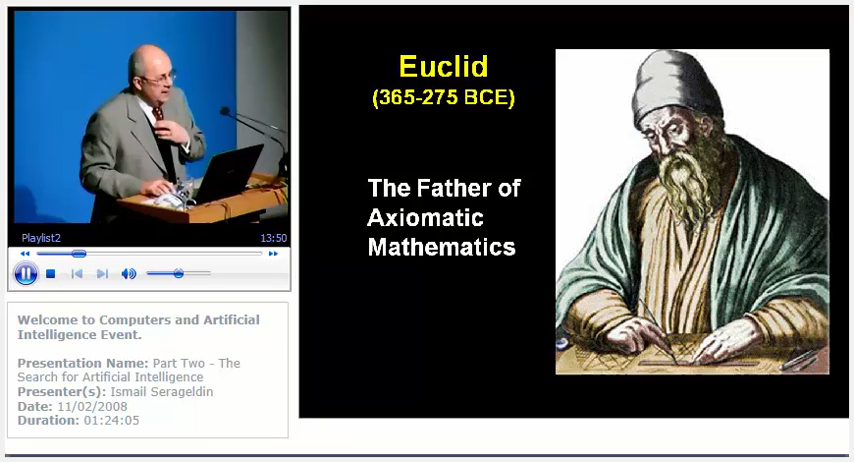 Euclid
(365-275 BCE)
The Father of
Axiomatic
Mathematics
Playlist2 13:50
Welcome to Computers and Artificial
Intelligence Event.
Presentation Name: Part Two - The
Search for Artificial Intelligence
Presenter(s): Ismail Serageldin
Date: 11/02/2008
Duration: 01:24:05